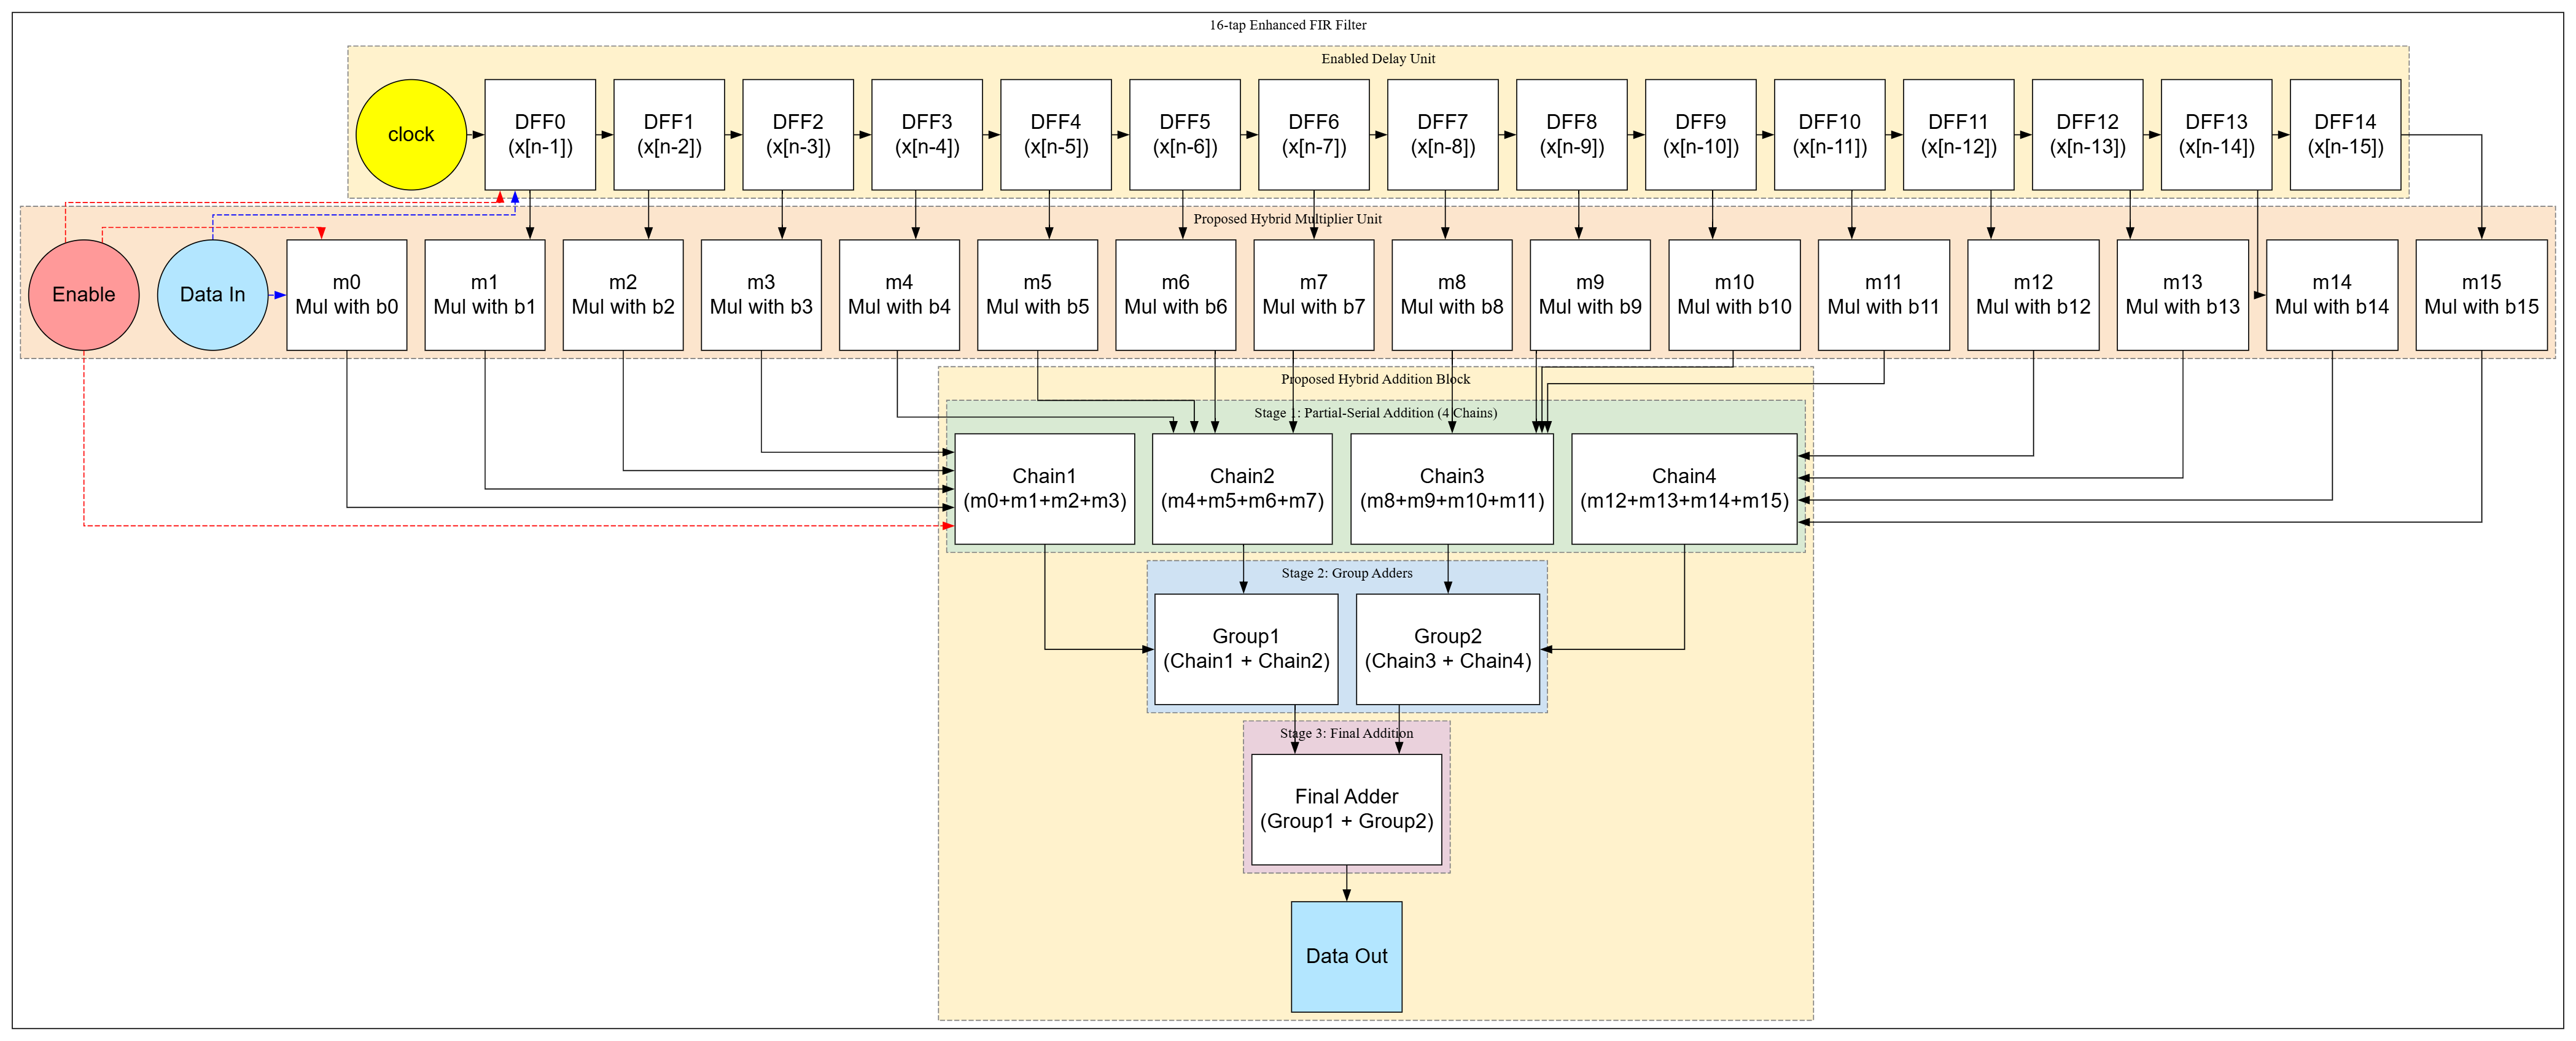 16-tap Enhanced FIR Filter
Enabled Delay Unit
clock
DFF0
(x[n-1])
DFF1
(x[n-2])
DFF2
(x[n-3])
DFF3
(x[n-4])
DFF4
(x[n-5])
DFF5
(x[n-6])
DFF6
(x[n-7])
DFF7
(x[n-8])
DFF8
(x[n-9])
DFF9
(x[n-10])
DFF10
(x[n-11])
DFF11
(x[n-12])
DFF12
(x[n-13])
DFF13
(x[n-14])
DFF14
(x[n-15])
Proposed Hybrid Multiplier Unit
Enable
Data In
m0
Mul with b0
m1
Mul with b1
m2
Mul with b2
m3
Mul with b3
m4
Mul with b4
m5
Mul with b5
m6
Mul with b6
m7
Mul with b7
m8
Mul with b8
m9
Mul with b9
m10
Mul with b10
m11
Mul with b11
m12
Mul with b12
m13
Mul with b13
m14
Mul with b14
m15
Mul with b15
Proposed Hybrid Addition Block
Stage 1: Partial-Serial Addition (4 Chains)
Chain1
(m0+m1+m2+m3)
Chain2
(m4+m5+m6+m7)
Chain3
(m8+m9+m10+m11)
Chain4
(m12+m13+m14+m15)
Stage 2: Group Adders
Group1
(Chain1 + Chain2)
Group2
(Chain3 + Chain4)
Stage 3: Final Addition
Final Adder
(Group1 + Group2)
Data Out